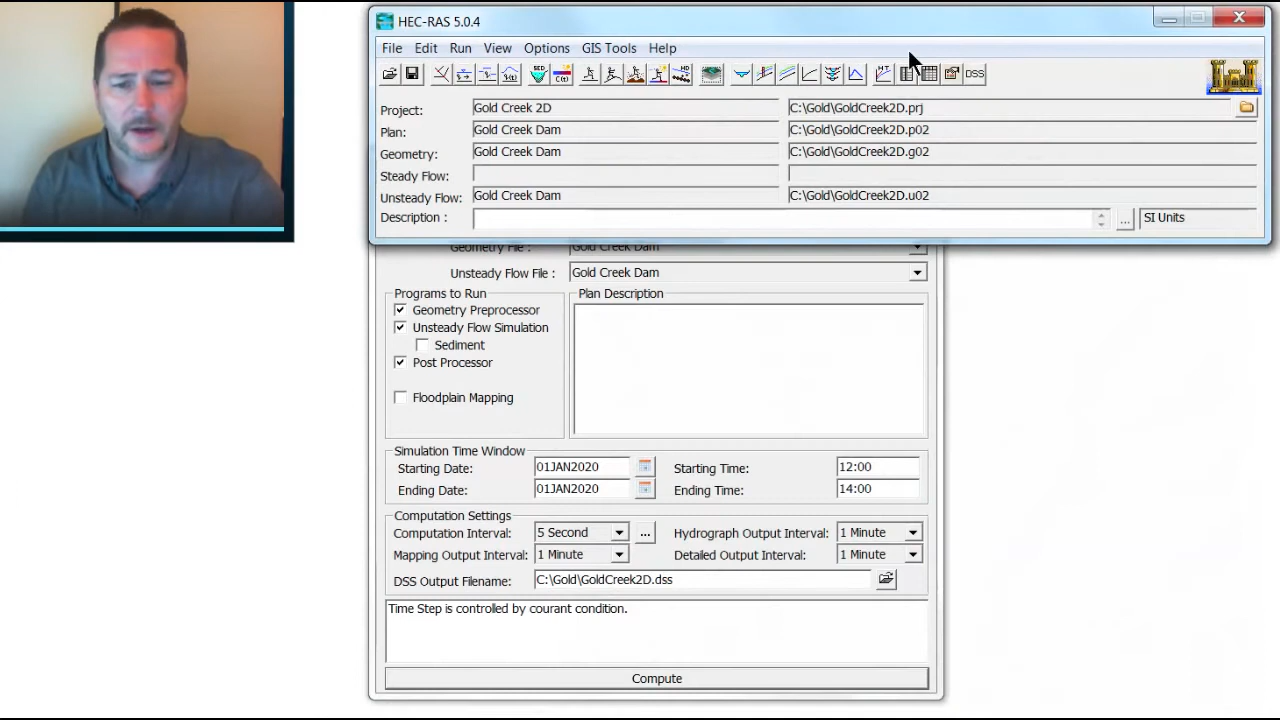 HEC-RAS 5.0.4
File Edit Run View Options GIS Tools Help
DSS
Project: Gold Creek 2D C:\Gold\GoldCreek2D.prj
Plan: Gold Creek Dam C:\Gold\GoldCreek2D.p02
Geometry: Gold Creek Dam C:\Gold\GoldCreek2D.g02
Steady Flow:
Unsteady Flow: Gold Creek Dam C:\Gold\GoldCreek2D.u02
Description : ... SI Units
Geometry File : Gold Creek Dam
Unsteady Flow File : Gold Creek Dam
Programs to Run
Geometry Preprocessor
Unsteady Flow Simulation
Sediment
Post Processor
Floodplain Mapping
Plan Description
Simulation Time Window
Starting Date: 01JAN2020 Starting Time: 12:00
Ending Date: 01JAN2020 Ending Time: 14:00
Computation Settings
Computation Interval: 5 Second ... Hydrograph Output Interval: 1 Minute
Mapping Output Interval: 1 Minute Detailed Output Interval: 1 Minute
DSS Output Filename: C:\Gold\GoldCreek2D.dss
Time Step is controlled by courant condition.
Compute